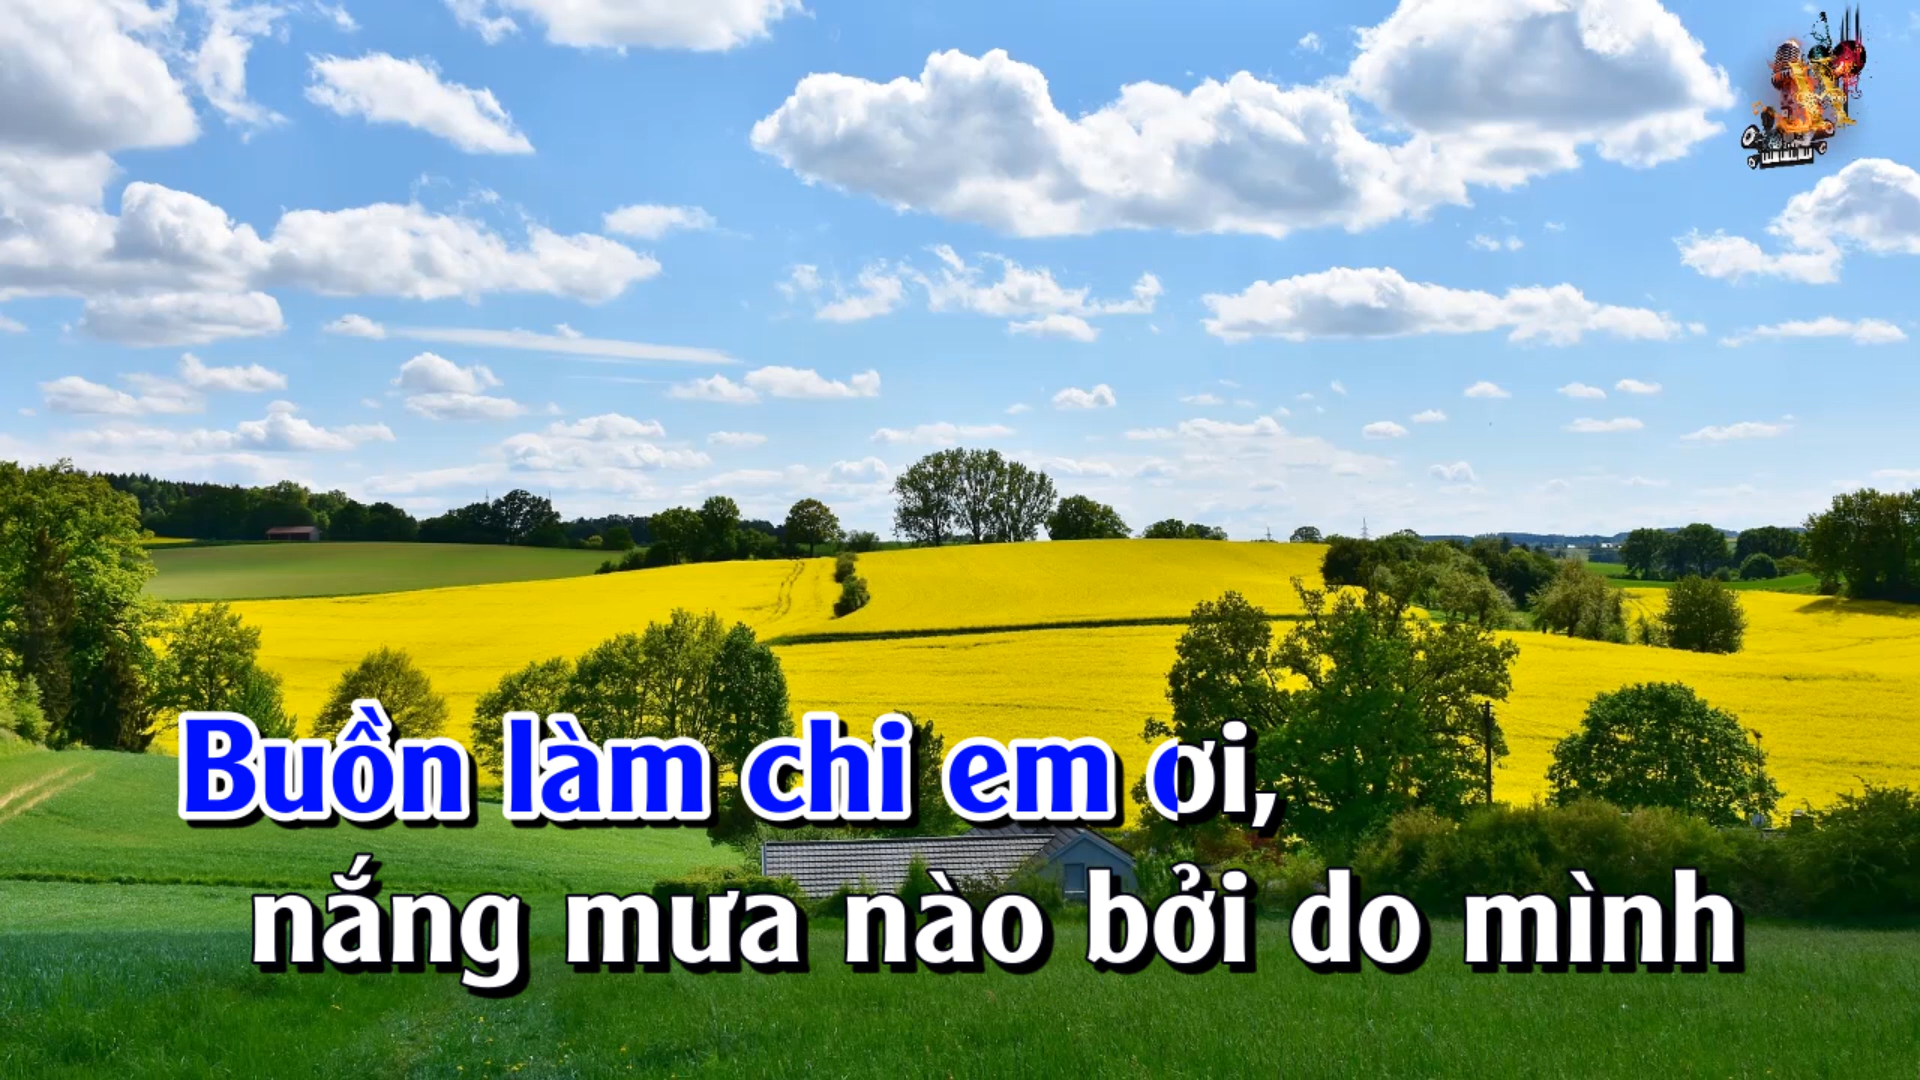 Buồn làm chi em ơi,
nắng mưa nào bởi do mình